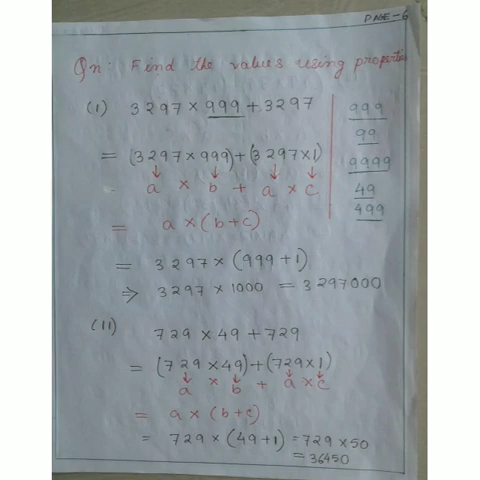 PAGE-6
Qn: Find the values using properties
(I) 3297 × 999 + 3297
999
99
9999
49
499
= (3297 × 999) + (3297 × 1)
↓ ↓ ↓ ↓
a × b + a × c
= a × (b + c)
= 3297 × (999 + 1)
⇒ 3297 × 1000 = 3297000
(II)
729 × 49 + 729
= (729 × 49) + (729 × 1)
↓ ↓ ↓ ↓
a × b + a × c
= a × (b + c)
= 729 × (49 + 1) = 729 × 50
= 36450